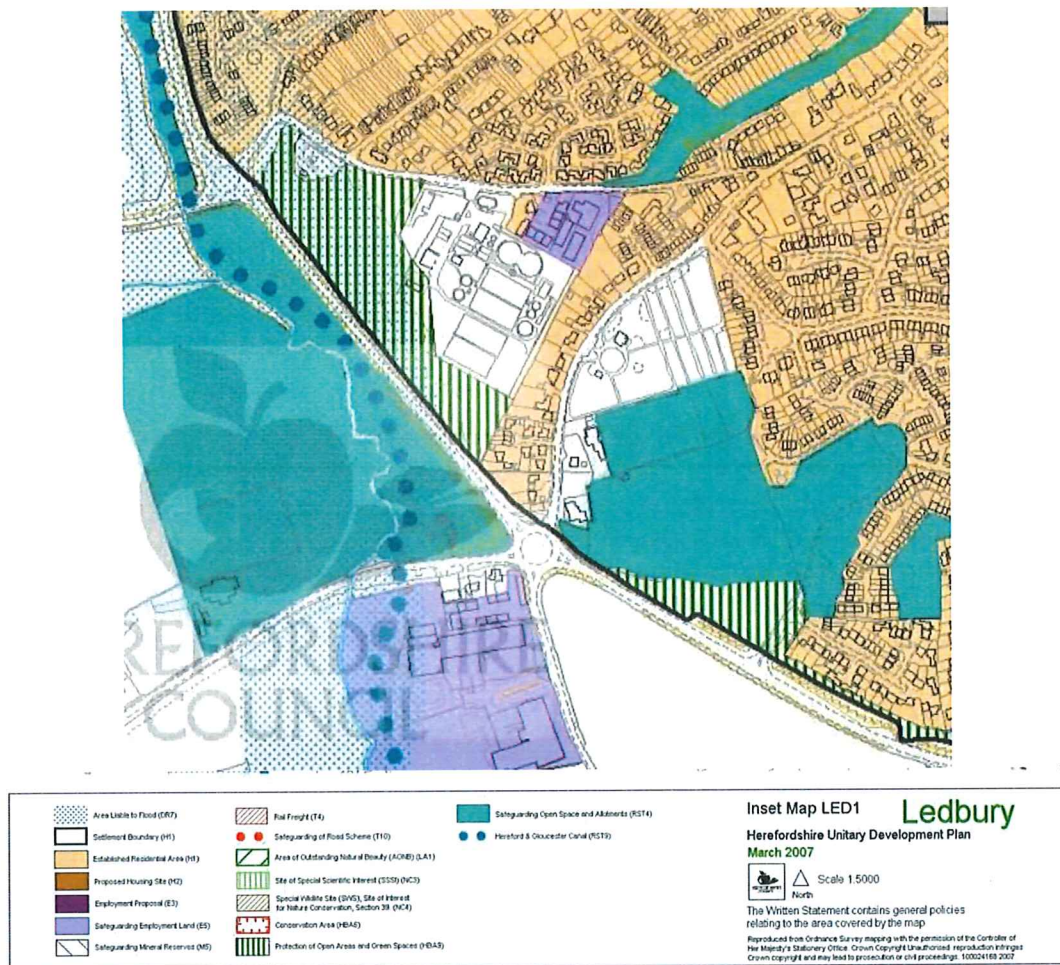 HEREFORDSHIRE
COUNCIL
Area Liable to Flood (DR7)
Settlement Boundary (H1)
Established Residential Area (H1)
Proposed Housing Site (H2)
Employment Proposal (E3)
Safeguarding Employment Land (E5)
Safeguarding Mineral Reserves (M5)
Rail Freight (T4)
Safeguarding of Road Scheme (T10)
Area of Outstanding Natural Beauty (AONB) (LA1)
Site of Special Scientific Interest (SSSI) (NC3)
Special Wildlife Site (SWS), Site of Interest
for Nature Conservation, Section 39 (NC4)
Conservation Area (HBA6)
Protection of Open Areas and Green Spaces (HBA9)
Safeguarding Open Space and Allotments (RST4)
Hereford & Gloucester Canal (RST9)
Inset Map LED1 Ledbury
Herefordshire Unitary Development Plan
March 2007
Scale 1:5000
North
The Written Statement contains general policies
relating to the area covered by the map
Reproduced from Ordnance Survey mapping with the permission of the Controller of
Her Majesty's Stationery Office. Crown Copyright Unauthorised reproduction infringes
Crown copyright and may lead to prosecution or civil proceedings. 100024168 2007